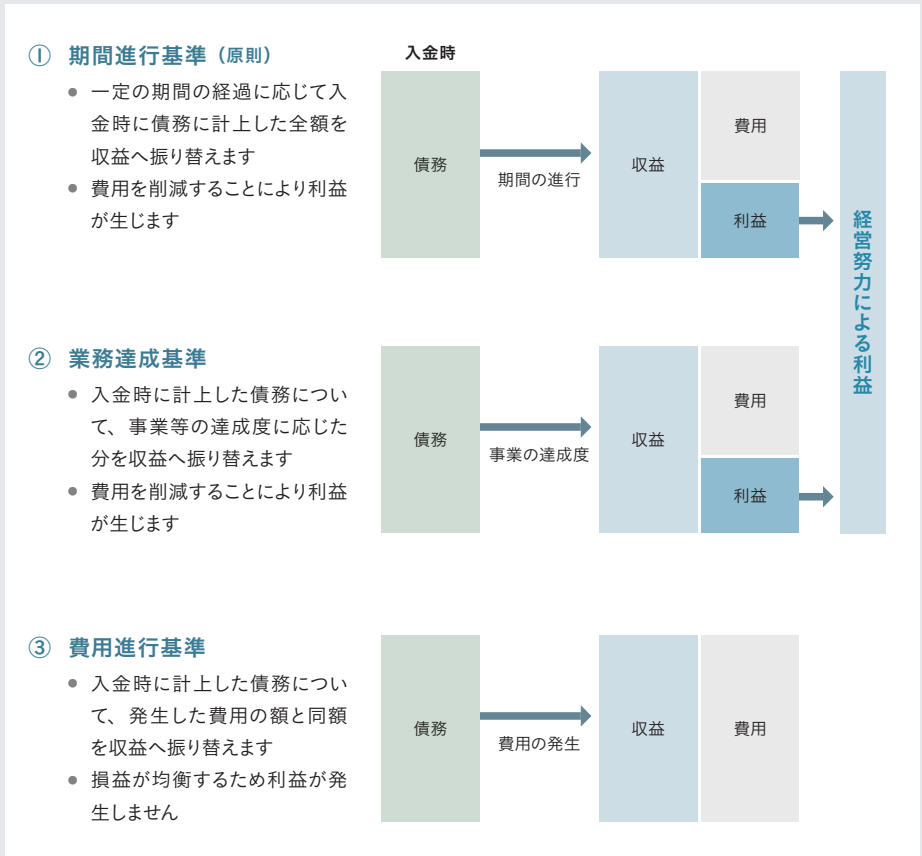 ① 期間進行基準（原則）
● 一定の期間の経過に応じて入
金時に債務に計上した全額を
収益へ振り替えます
● 費用を削減することにより利益
が生じます
入金時
債務
期間の進行
収益
費用
利益
経営努力による利益
② 業務達成基準
● 入金時に計上した債務につい
て、事業等の達成度に応じた
分を収益へ振り替えます
● 費用を削減することにより利益
が生じます
債務
事業の達成度
収益
費用
利益
③ 費用進行基準
● 入金時に計上した債務につい
て、発生した費用の額と同額
を収益へ振り替えます
● 損益が均衡するため利益が発
生しません
債務
費用の発生
収益
費用